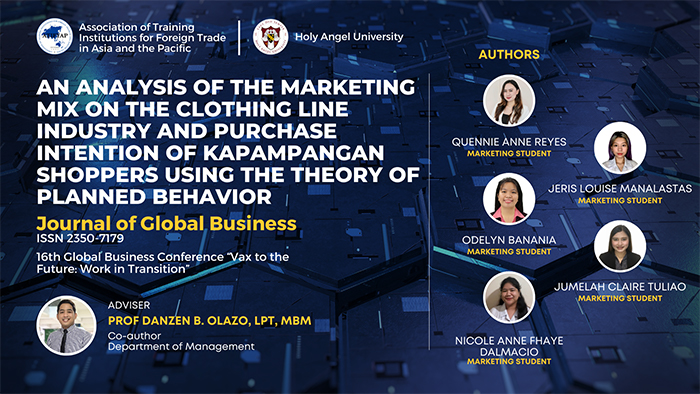 Association of Training
Institutions for Foreign Trade
in Asia and the Pacific
Holy Angel University
AN ANALYSIS OF THE MARKETING
MIX ON THE CLOTHING LINE
INDUSTRY AND PURCHASE
INTENTION OF KAPAMPANGAN
SHOPPERS USING THE THEORY OF
PLANNED BEHAVIOR
Journal of Global Business
ISSN 2350-7179
16th Global Business Conference “Vax to the
Future: Work in Transition”
ADVISER
PROF DANZEN B. OLAZO, LPT, MBM
Co-author
Department of Management
AUTHORS
QUENNIE ANNE REYES
MARKETING STUDENT
JERIS LOUISE MANALASTAS
MARKETING STUDENT
ODELYN BANANIA
MARKETING STUDENT
JUMELAH CLAIRE TULIAO
MARKETING STUDENT
NICOLE ANNE FHAYE
DALMACIO
MARKETING STUDENT